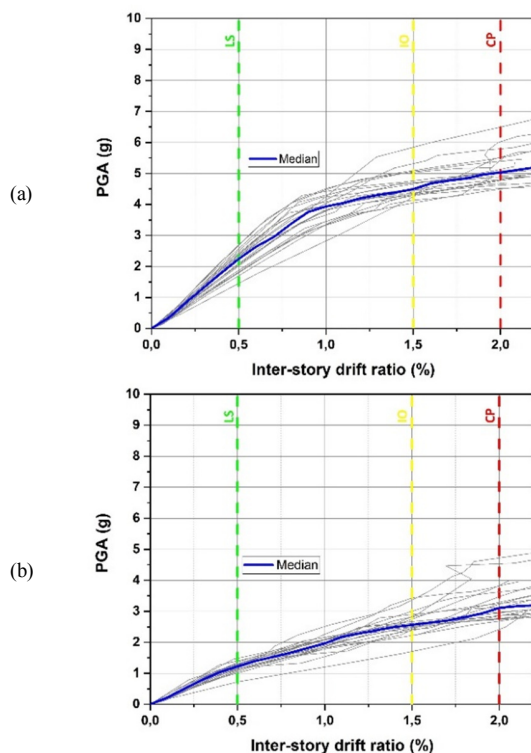 (a)
PGA (g)
10
9
8
7
6
5
4
3
2
1
0
LS
IO
CP
Median
0,0 0,5 1,0 1,5 2,0
Inter-story drift ratio (%)
(b)
PGA (g)
10
9
8
7
6
5
4
3
2
1
0
LS
IO
CP
Median
0,0 0,5 1,0 1,5 2,0
Inter-story drift ratio (%)